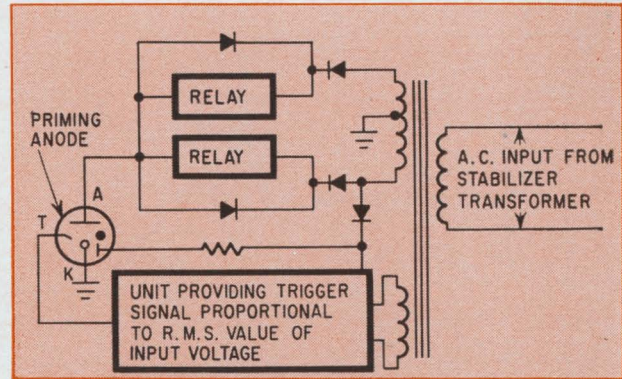 RELAY
PRIMING
ANODE
RELAY
A
T
K
A.C. INPUT FROM
STABILIZER
TRANSFORMER
UNIT PROVIDING TRIGGER
SIGNAL PROPORTIONAL
TO R.M.S. VALUE OF
INPUT VOLTAGE